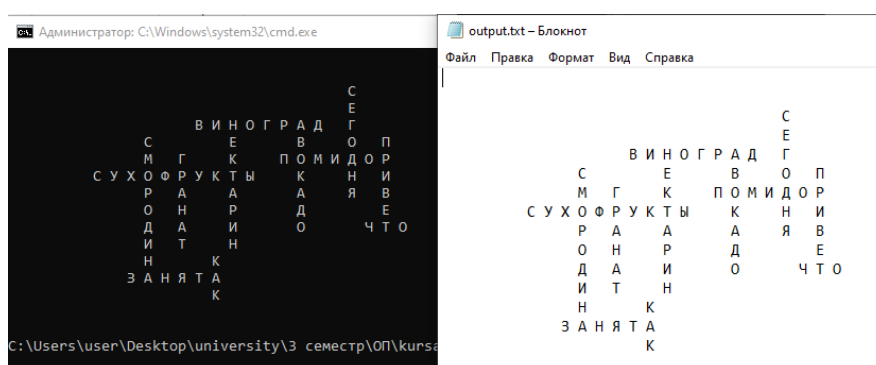 Администратор: C:\Windows\system32\cmd.exe
С
Е
В И Н О Г Р А Д Г
С Е В О П
М Г К П О М И Д О Р
С У Х О Ф Р У К Т Ы К Н И
Р А А А Я В
О Н Р Д Е
Д А И О Ч Т О
И Т Н
Н К
З А Н Я Т А
К
C:\Users\user\Desktop\university\3 семестр\ОП\kursa
output.txt – Блокнот
Файл Правка Формат Вид Справка
С
Е
В И Н О Г Р А Д Г
С Е В О П
М Г К П О М И Д О Р
С У Х О Ф Р У К Т Ы К Н И
Р А А А Я В
О Н Р Д Е
Д А И О Ч Т О
И Т Н
Н К
З А Н Я Т А
К